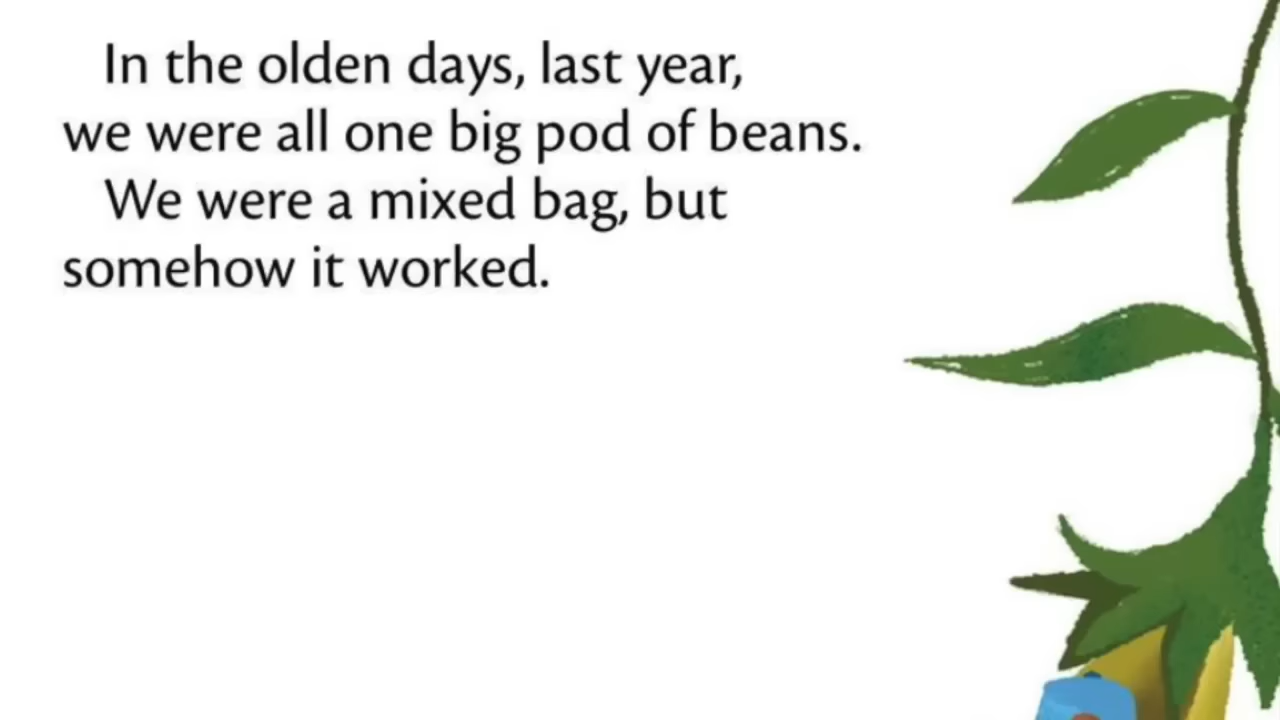 In the olden days, last year,
we were all one big pod of beans.
We were a mixed bag, but
somehow it worked.